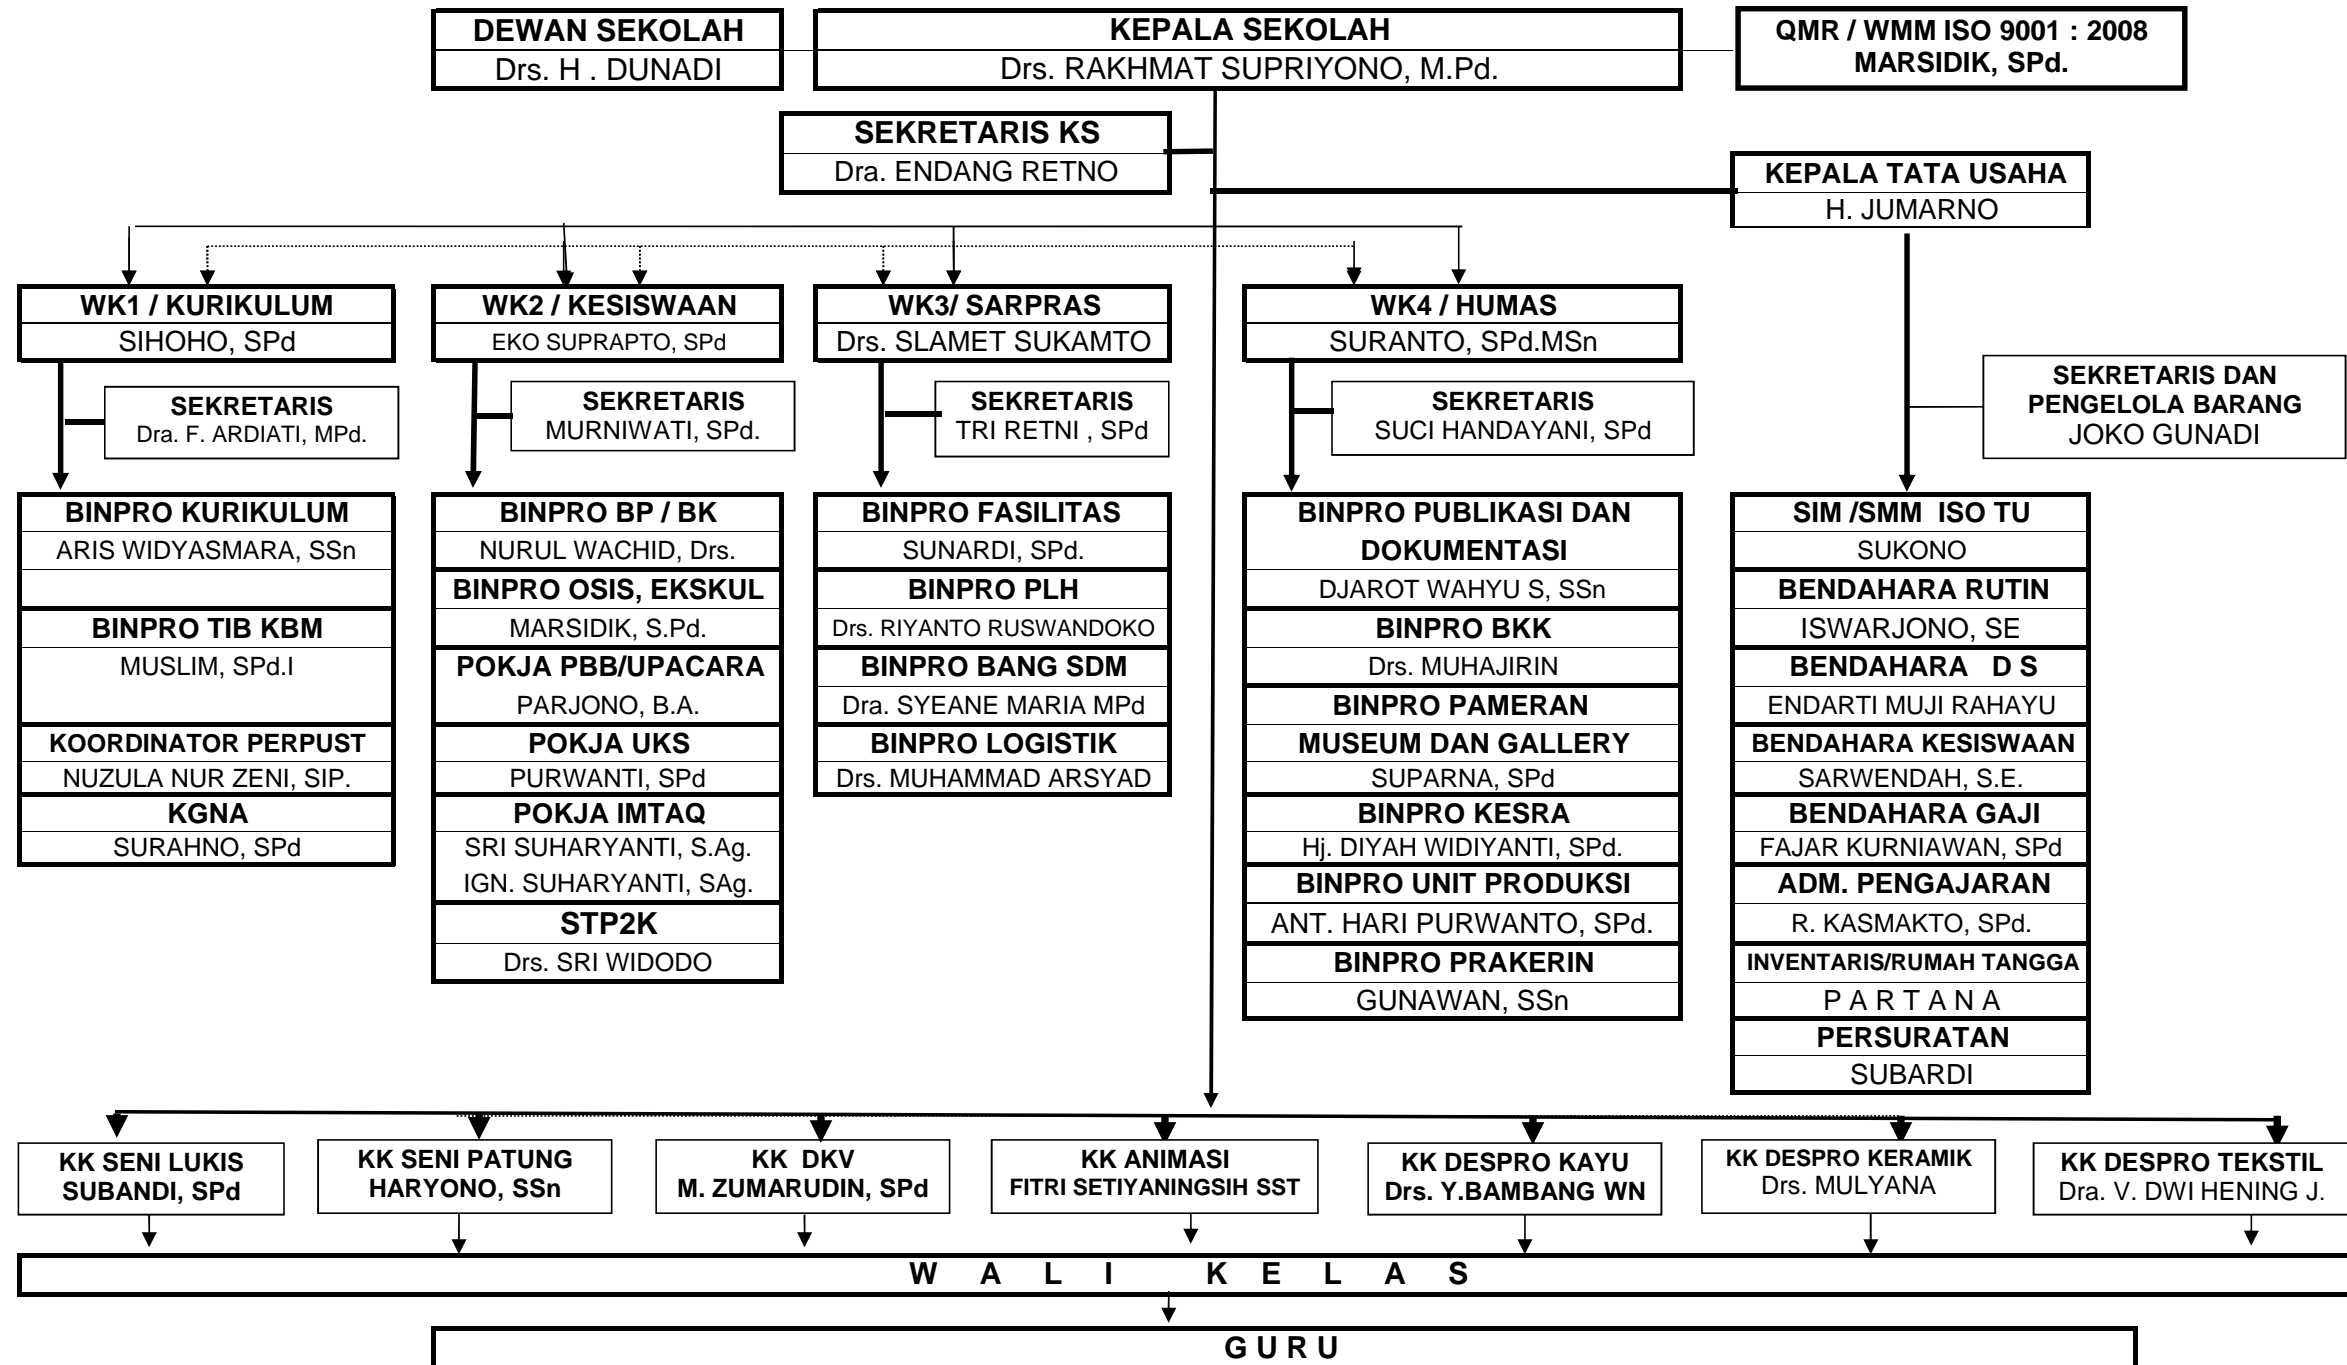 DEWAN SEKOLAH
Drs. H . DUNADI
KEPALA SEKOLAH
Drs. RAKHMAT SUPRIYONO, M.Pd.
QMR / WMM ISO 9001 : 2008
MARSIDIK, SPd.
SEKRETARIS KS
Dra. ENDANG RETNO
KEPALA TATA USAHA
H. JUMARNO
WK1 / KURIKULUM
SIHOHO, SPd
WK2 / KESISWAAN
EKO SUPRAPTO, SPd
WK3/ SARPRAS
Drs. SLAMET SUKAMTO
WK4 / HUMAS
SURANTO, SPd.MSn
SEKRETARIS
Dra. F. ARDIATI, MPd.
SEKRETARIS
MURNIWATI, SPd.
SEKRETARIS
TRI RETNI , SPd
SEKRETARIS
SUCI HANDAYANI, SPd
SEKRETARIS DAN
PENGELOLA BARANG
JOKO GUNADI
BINPRO KURIKULUM
ARIS WIDYASMARA, SSn
BINPRO TIB KBM
MUSLIM, SPd.I
KOORDINATOR PERPUST
NUZULA NUR ZENI, SIP.
KGNA
SURAHNO, SPd
BINPRO BP / BK
NURUL WACHID, Drs.
BINPRO OSIS, EKSKUL
MARSIDIK, S.Pd.
POKJA PBB/UPACARA
PARJONO, B.A.
POKJA UKS
PURWANTI, SPd
POKJA IMTAQ
SRI SUHARYANTI, S.Ag.
IGN. SUHARYANTI, SAg.
STP2K
Drs. SRI WIDODO
BINPRO FASILITAS
SUNARDI, SPd.
BINPRO PLH
Drs. RIYANTO RUSWANDOKO
BINPRO BANG SDM
Dra. SYEANE MARIA MPd
BINPRO LOGISTIK
Drs. MUHAMMAD ARSYAD
BINPRO PUBLIKASI DAN
DOKUMENTASI
DJAROT WAHYU S, SSn
BINPRO BKK
Drs. MUHAJIRIN
BINPRO PAMERAN
MUSEUM DAN GALLERY
SUPARNA, SPd
BINPRO KESRA
Hj. DIYAH WIDIYANTI, SPd.
BINPRO UNIT PRODUKSI
ANT. HARI PURWANTO, SPd.
BINPRO PRAKERIN
GUNAWAN, SSn
SIM /SMM ISO TU
SUKONO
BENDAHARA RUTIN
ISWARJONO, SE
BENDAHARA D S
ENDARTI MUJI RAHAYU
BENDAHARA KESISWAAN
SARWENDAH, S.E.
BENDAHARA GAJI
FAJAR KURNIAWAN, SPd
ADM. PENGAJARAN
R. KASMAKTO, SPd.
INVENTARIS/RUMAH TANGGA
P A R T A N A
PERSURATAN
SUBARDI
KK SENI LUKIS
SUBANDI, SPd
KK SENI PATUNG
HARYONO, SSn
KK DKV
M. ZUMARUDIN, SPd
KK ANIMASI
FITRI SETIYANINGSIH SST
KK DESPRO KAYU
Drs. Y.BAMBANG WN
KK DESPRO KERAMIK
Drs. MULYANA
KK DESPRO TEKSTIL
Dra. V. DWI HENING J.
W A L I K E L A S
G U R U